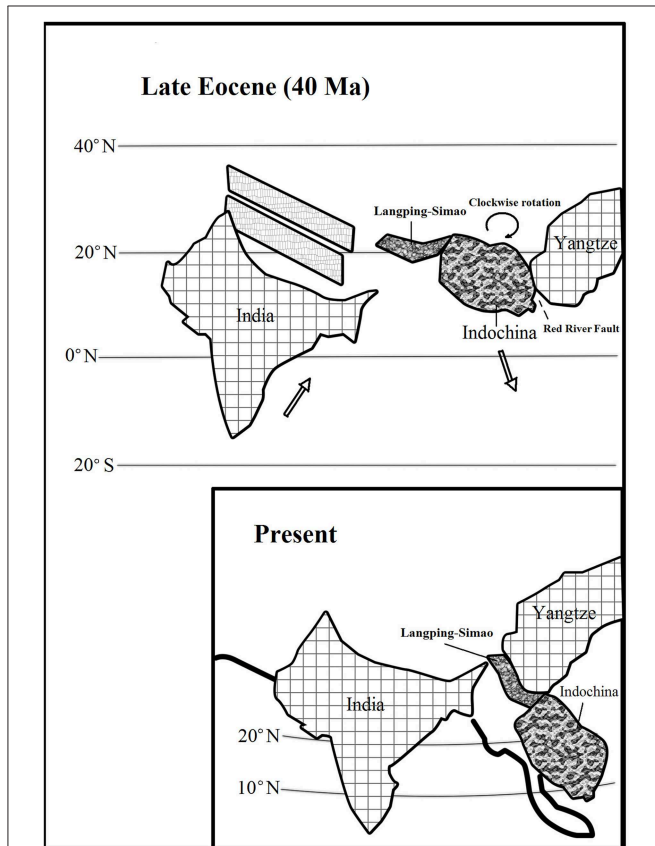 Late Eocene (40 Ma)
40°N
Clockwise rotation
Langping-Simao
Yangtze
20°N
India
Indochina
Red River Fault
0°N
20°S
Present
Yangtze
Langping-Simao
Indochina
India
20°N
10°N